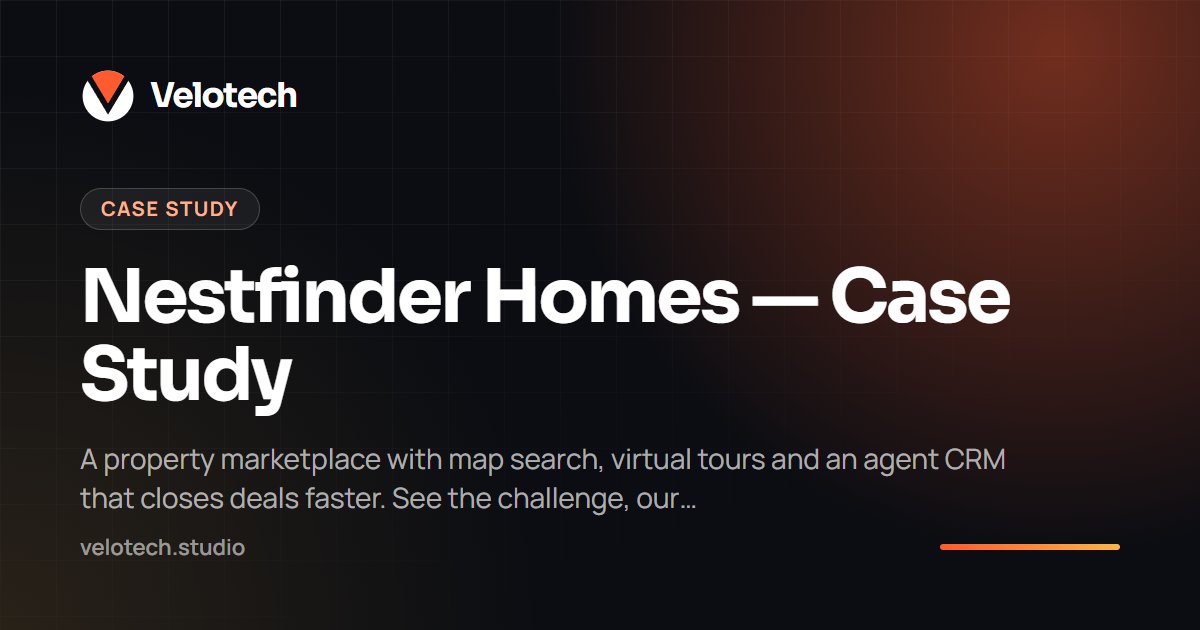 Velotech
CASE STUDY
Nestfinder Homes — Case
Study
A property marketplace with map search, virtual tours and an agent CRM
that closes deals faster. See the challenge, our…
velotech.studio